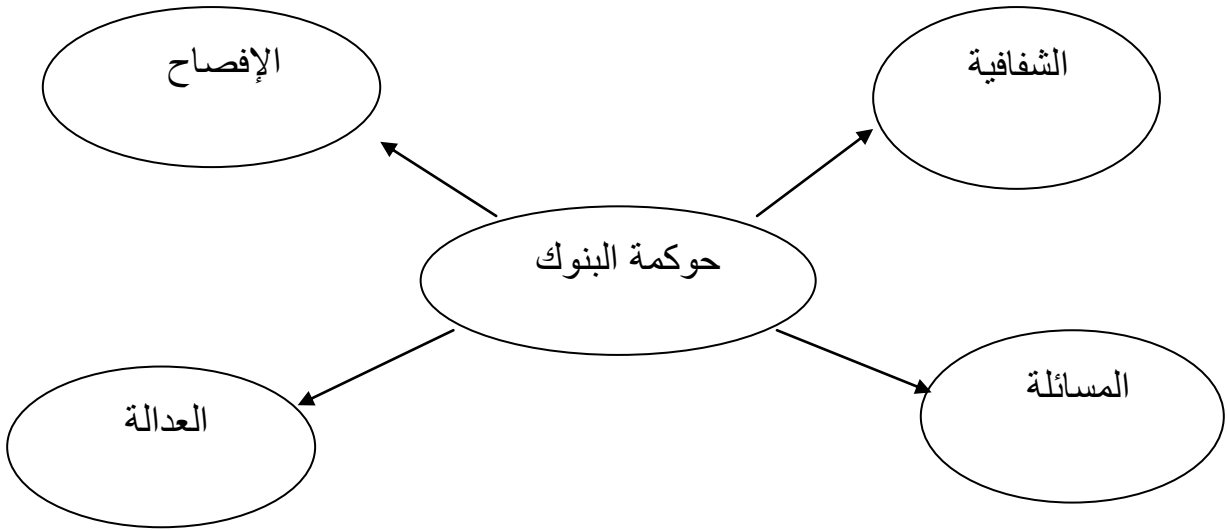 الشفافية
الإفصاح
حوكمة البنوك
المسائلة
العدالة